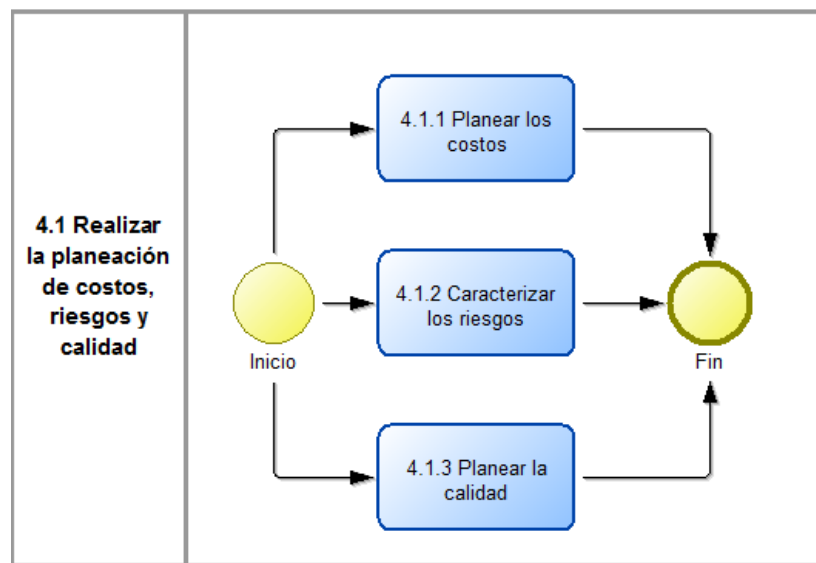 4.1 Realizar
la planeación
de costos,
riesgos y
calidad
4.1.1 Planear los
costos
4.1.2 Caracterizar
los riesgos
Inicio
Fin
4.1.3 Planear la
calidad